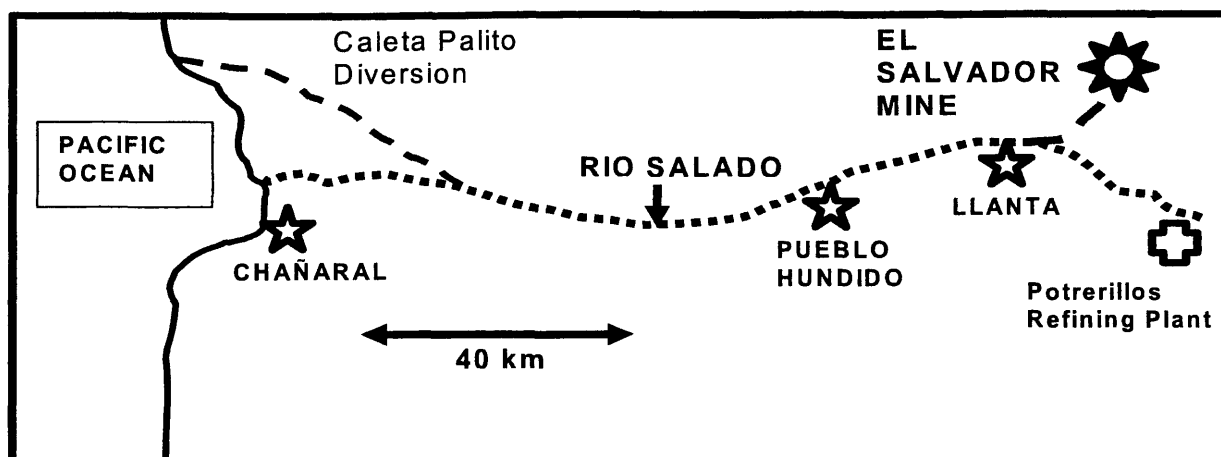 Caleta Palito
Diversion
EL
SALVADOR
MINE
PACIFIC
OCEAN
RIO SALADO
LLANTA
CHAÑARAL
PUEBLO
HUNDIDO
Potrerillos
Refining Plant
40 km